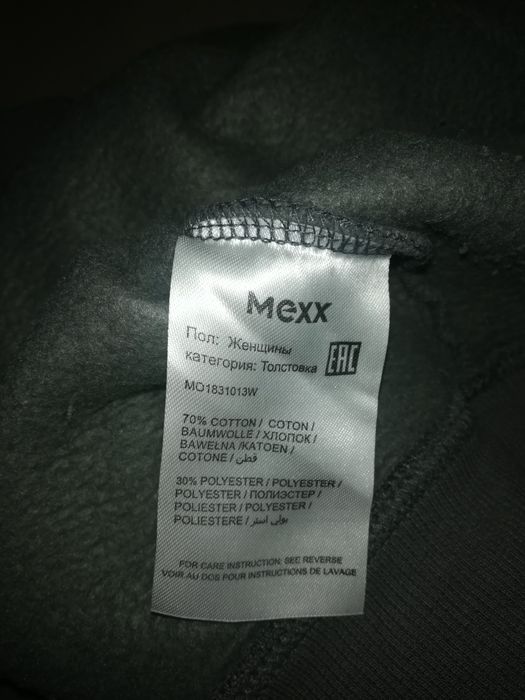 Mexx
Пол: Женщины
категория: Толстовка EAC
MO1831013W
70% COTTON / COTON /
BAUMWOLLE / ХЛОПОК /
BAWEŁNA /KATOEN /
COTONE / قطن
30% POLYESTER / POLYESTER /
POLYESTER / ПОЛИЭСТЕР /
POLIESTER / POLYESTER /
POLIESTERE / بولي استر
FOR CARE INSTRUCTION: SEE REVERSE
VOIR AU DOS POUR INSTRUCTIONS DE LAVAGE